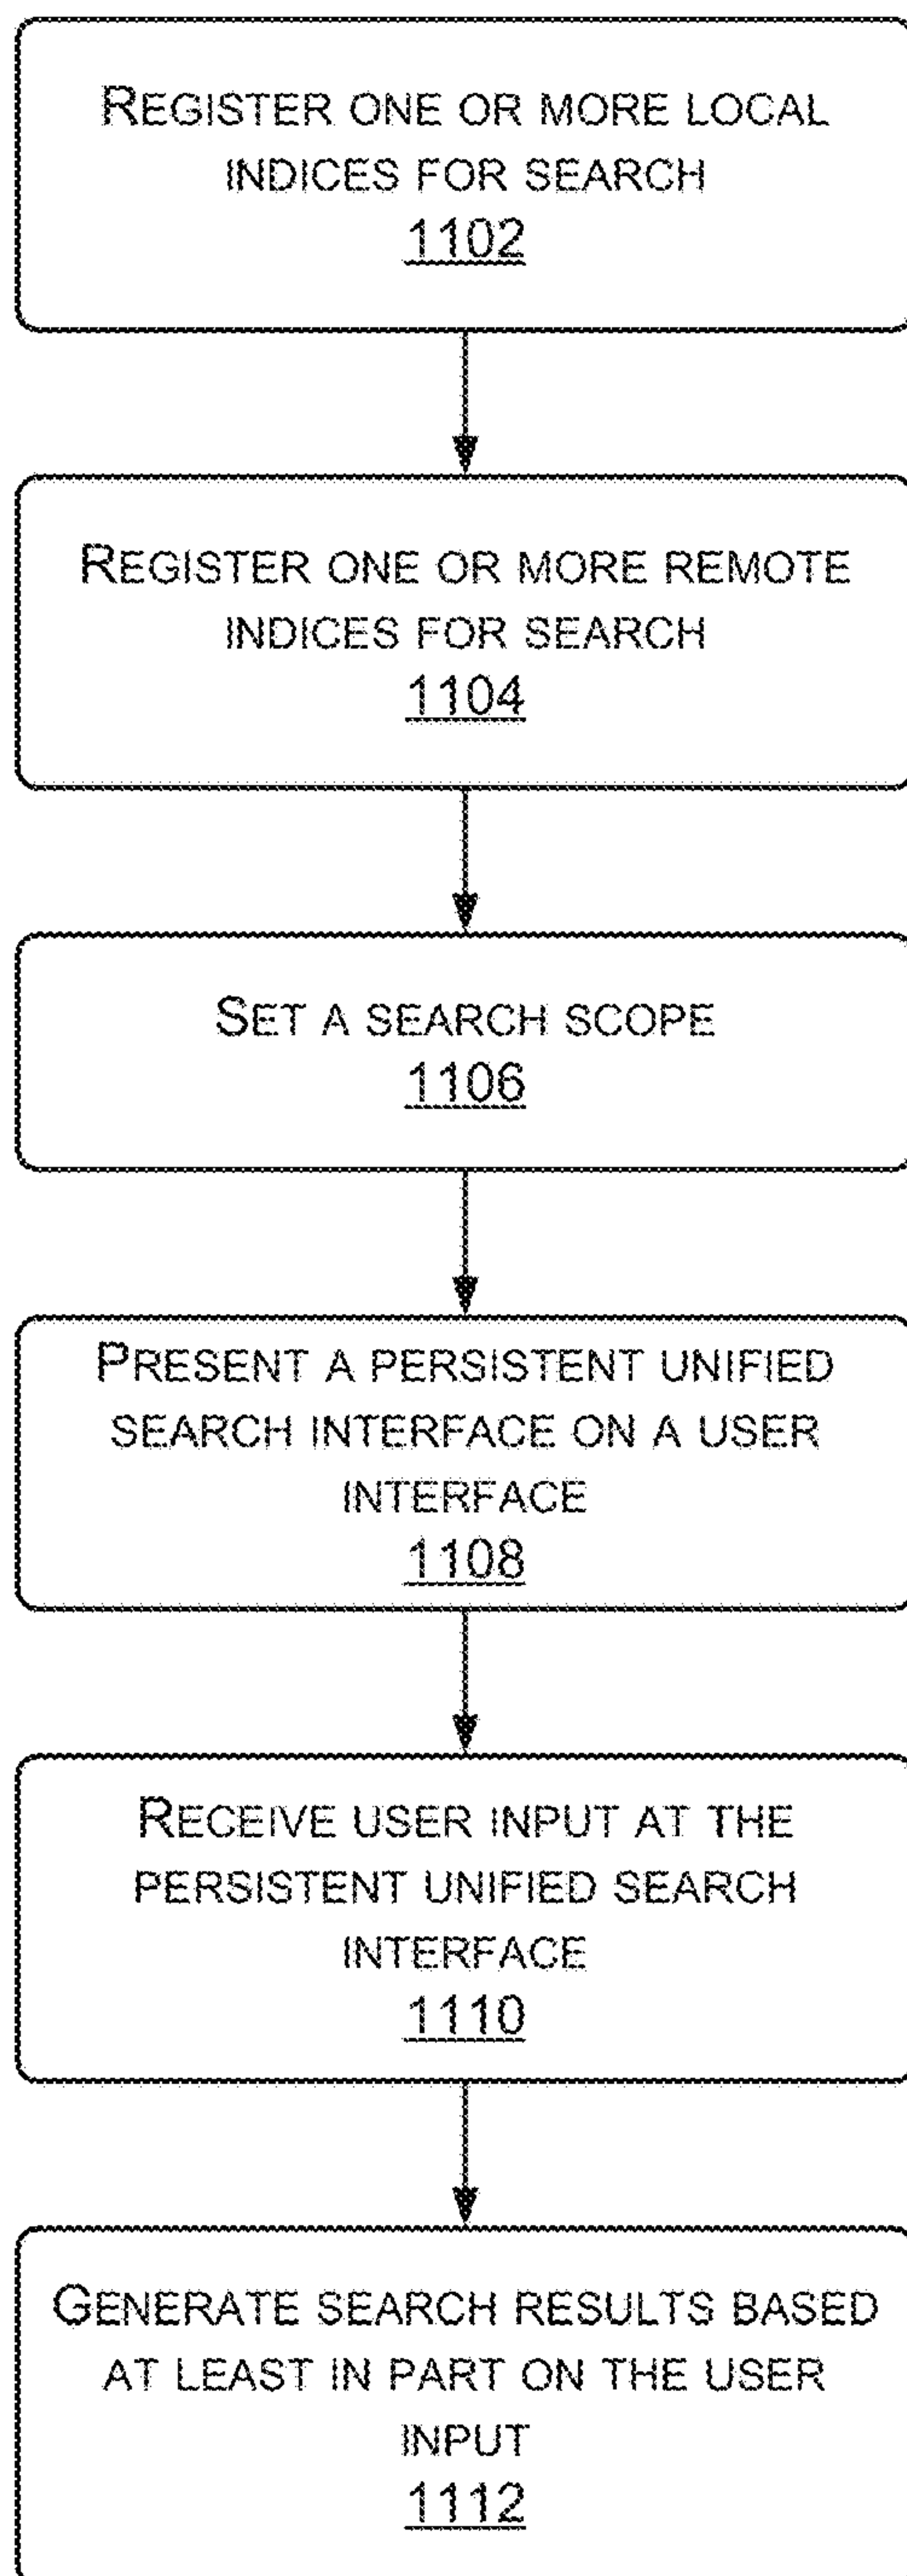 REGISTER ONE OR MORE LOCAL
INDICES FOR SEARCH
1102
REGISTER ONE OR MORE REMOTE
INDICES FOR SEARCH
1104
SET A SEARCH SCOPE
1106
PRESENT A PERSISTENT UNIFIED
SEARCH INTERFACE ON A USER
INTERFACE
1108
RECEIVE USER INPUT AT THE
PERSISTENT UNIFIED SEARCH
INTERFACE
1110
GENERATE SEARCH RESULTS BASED
AT LEAST IN PART ON THE USER
INPUT
1112